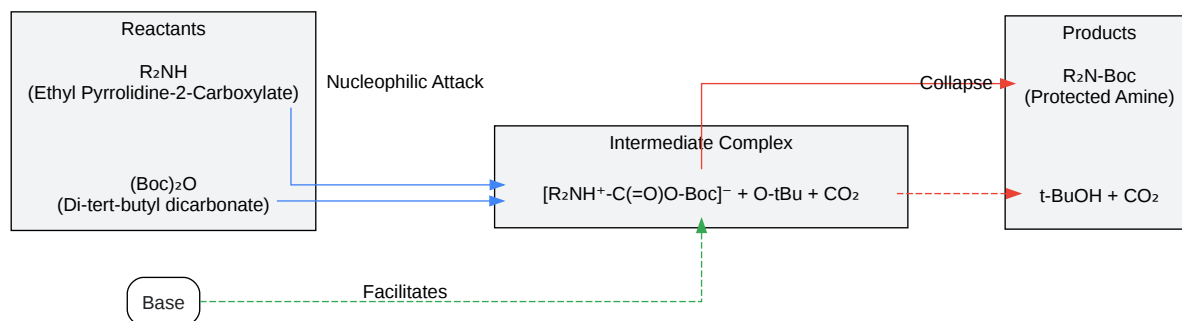 Reactants
R₂NH
(Ethyl Pyrrolidine-2-Carboxylate)
(Boc)₂O
(Di-tert-butyl dicarbonate)
Nucleophilic Attack
Intermediate Complex
[R₂NH⁺-C(=O)O-Boc]⁻ + O-tBu + CO₂
Collapse
Products
R₂N-Boc
(Protected Amine)
t-BuOH + CO₂
Base
Facilitates